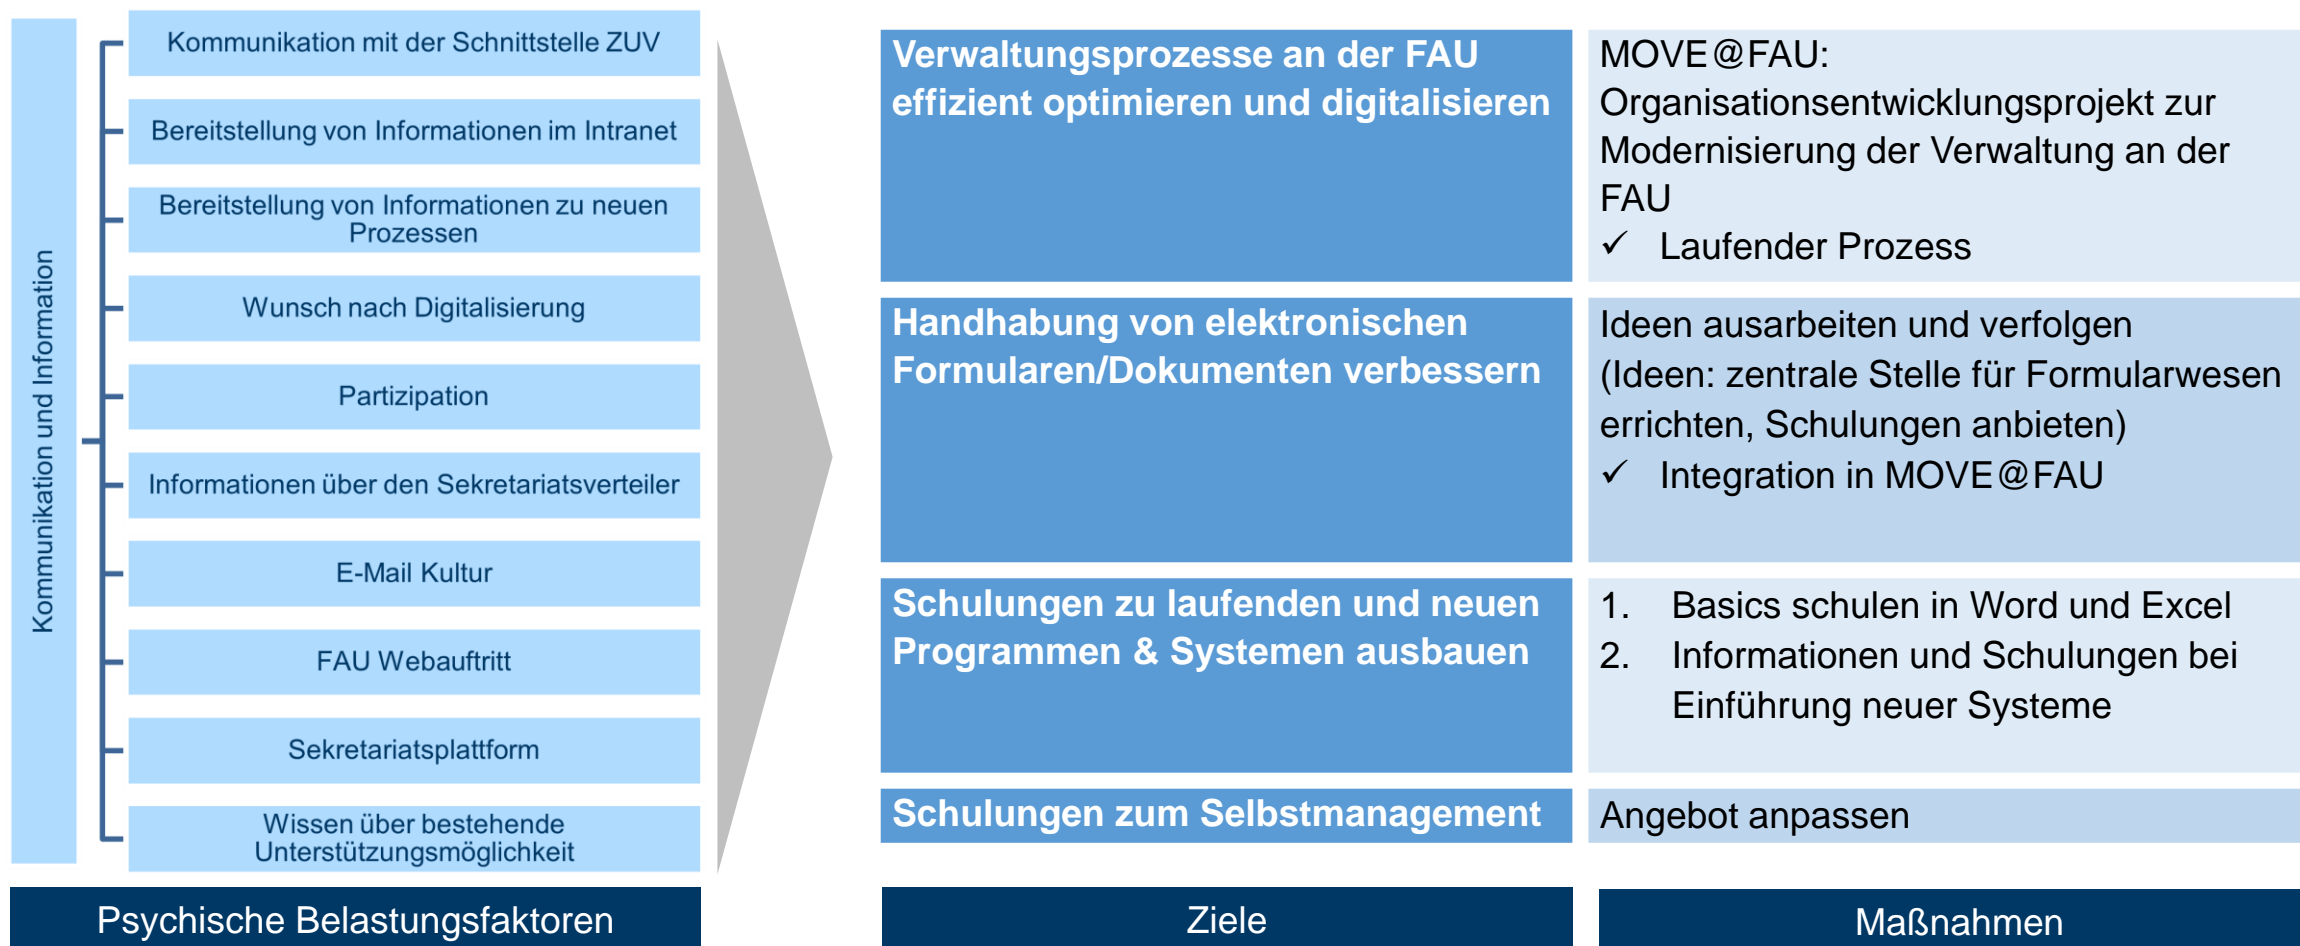 Kommunikation und Information
Kommunikation mit der Schnittstelle ZUV
Bereitstellung von Informationen im Intranet
Bereitstellung von Informationen zu neuen
Prozessen
Wunsch nach Digitalisierung
Partizipation
Informationen über den Sekretariatsverteiler
E-Mail Kultur
FAU Webauftritt
Sekretariatsplattform
Wissen über bestehende
Unterstützungsmöglichkeit
Psychische Belastungsfaktoren
Verwaltungsprozesse an der FAU
effizient optimieren und digitalisieren
MOVE@FAU:
Organisationsentwicklungsprojekt zur
Modernisierung der Verwaltung an der
FAU
✓ Laufender Prozess
Handhabung von elektronischen
Formularen/Dokumenten verbessern
Ideen ausarbeiten und verfolgen
(Ideen: zentrale Stelle für Formularwesen
errichten, Schulungen anbieten)
✓ Integration in MOVE@FAU
Schulungen zu laufenden und neuen
Programmen & Systemen ausbauen
1. Basics schulen in Word und Excel
2. Informationen und Schulungen bei
Einführung neuer Systeme
Schulungen zum Selbstmanagement
Angebot anpassen
Ziele
Maßnahmen